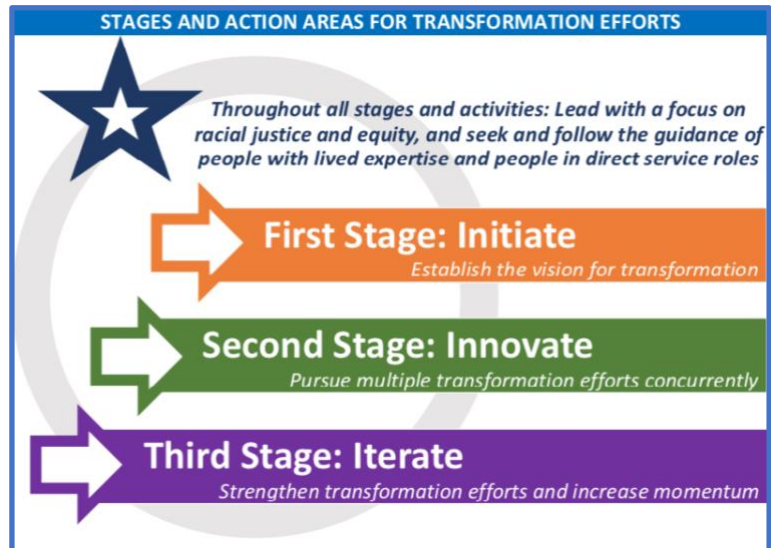 STAGES AND ACTION AREAS FOR TRANSFORMATION EFFORTS
Throughout all stages and activities: Lead with a focus on
racial justice and equity, and seek and follow the guidance of
people with lived expertise and people in direct service roles
First Stage: Initiate
Establish the vision for transformation
Second Stage: Innovate
Pursue multiple transformation efforts concurrently
Third Stage: Iterate
Strengthen transformation efforts and increase momentum